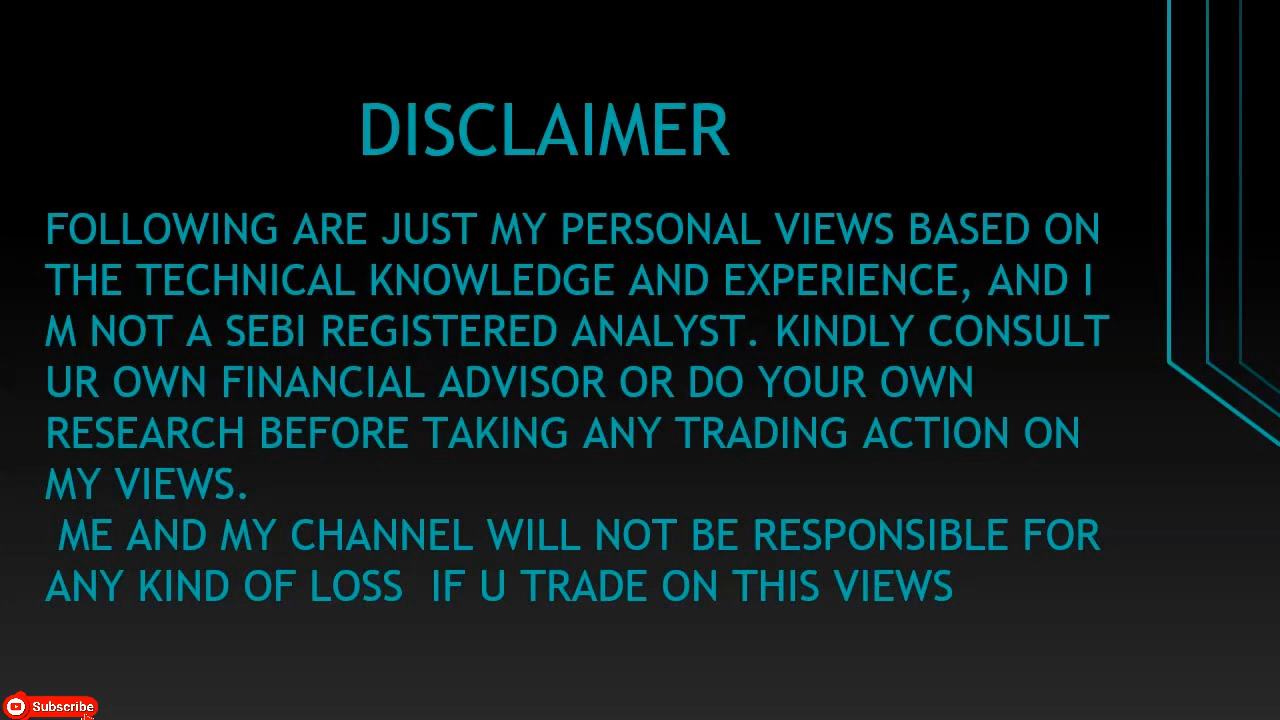 DISCLAIMER
FOLLOWING ARE JUST MY PERSONAL VIEWS BASED ON
THE TECHNICAL KNOWLEDGE AND EXPERIENCE, AND I
M NOT A SEBI REGISTERED ANALYST. KINDLY CONSULT
UR OWN FINANCIAL ADVISOR OR DO YOUR OWN
RESEARCH BEFORE TAKING ANY TRADING ACTION ON
MY VIEWS.
ME AND MY CHANNEL WILL NOT BE RESPONSIBLE FOR
ANY KIND OF LOSS  IF U TRADE ON THIS VIEWS
Subscribe